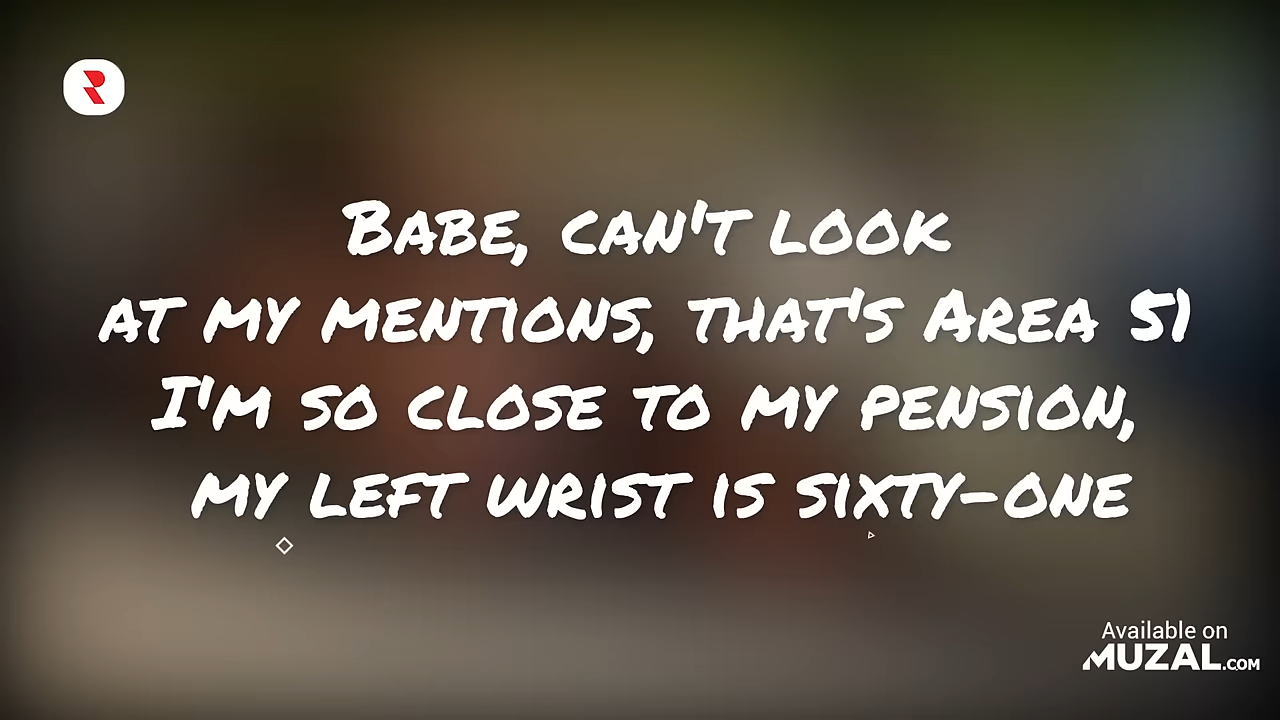 Babe, can't look
at my mentions, that's Area 51
I'm so close to my pension,
my left wrist is sixty-one
Available on
MUZAL.COM